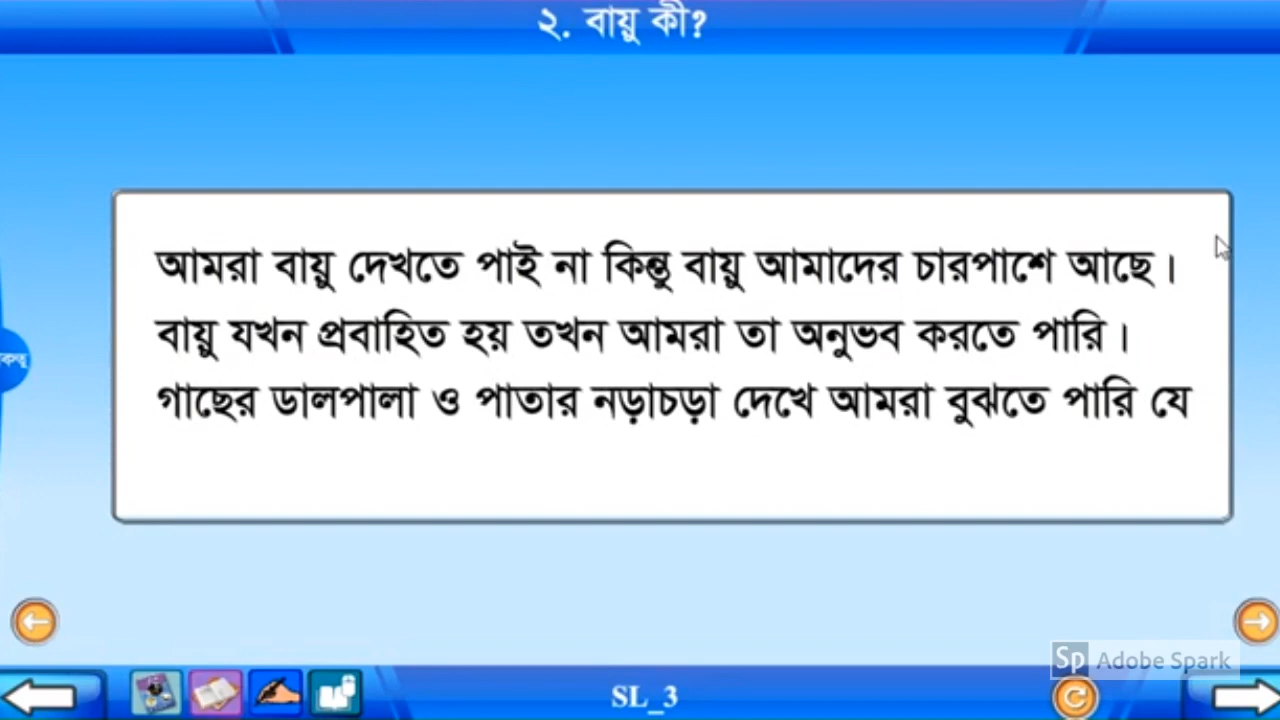 ২. বায়ু কী?
আমরা বায়ু দেখতে পাই না কিন্তু বায়ু আমাদের চারপাশে আছে।
বায়ু যখন প্রবাহিত হয় তখন আমরা তা অনুভব করতে পারি।
গাছের ডালপালা ও পাতার নড়াচড়া দেখে আমরা বুঝতে পারি যে
Sp Adobe Spark
SL_3